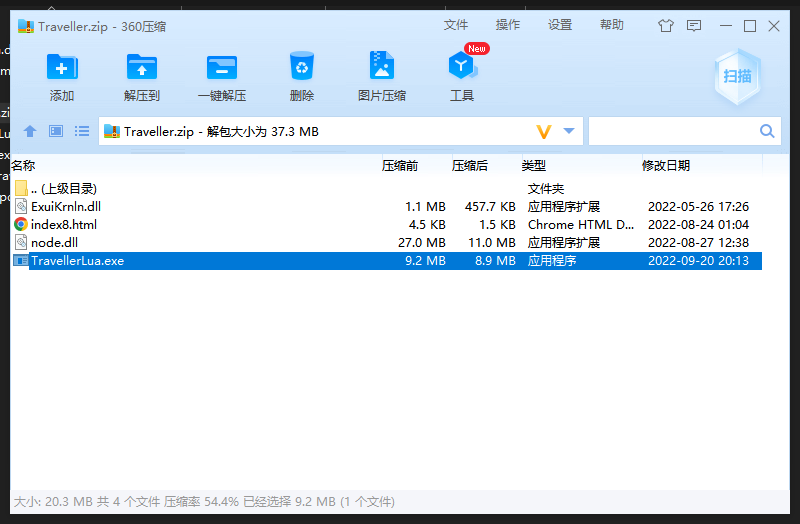 Traveller.zip - 360压缩 文件 操作 设置 帮助
New
添加 解压到 一键解压 删除 图片压缩 工具 扫描
Traveller.zip - 解包大小为 37.3 MB
名称 压缩前 压缩后 类型 修改日期
.. (上级目录) 文件夹
ExuiKrnln.dll 1.1 MB 457.7 KB 应用程序扩展 2022-05-26 17:26
index8.html 4.5 KB 1.5 KB Chrome HTML D... 2022-08-24 01:04
node.dll 27.0 MB 11.0 MB 应用程序扩展 2022-08-27 12:38
TravellerLua.exe 9.2 MB 8.9 MB 应用程序 2022-09-20 20:13
大小: 20.3 MB 共 4 个文件 压缩率 54.4% 已经选择 9.2 MB (1 个文件)